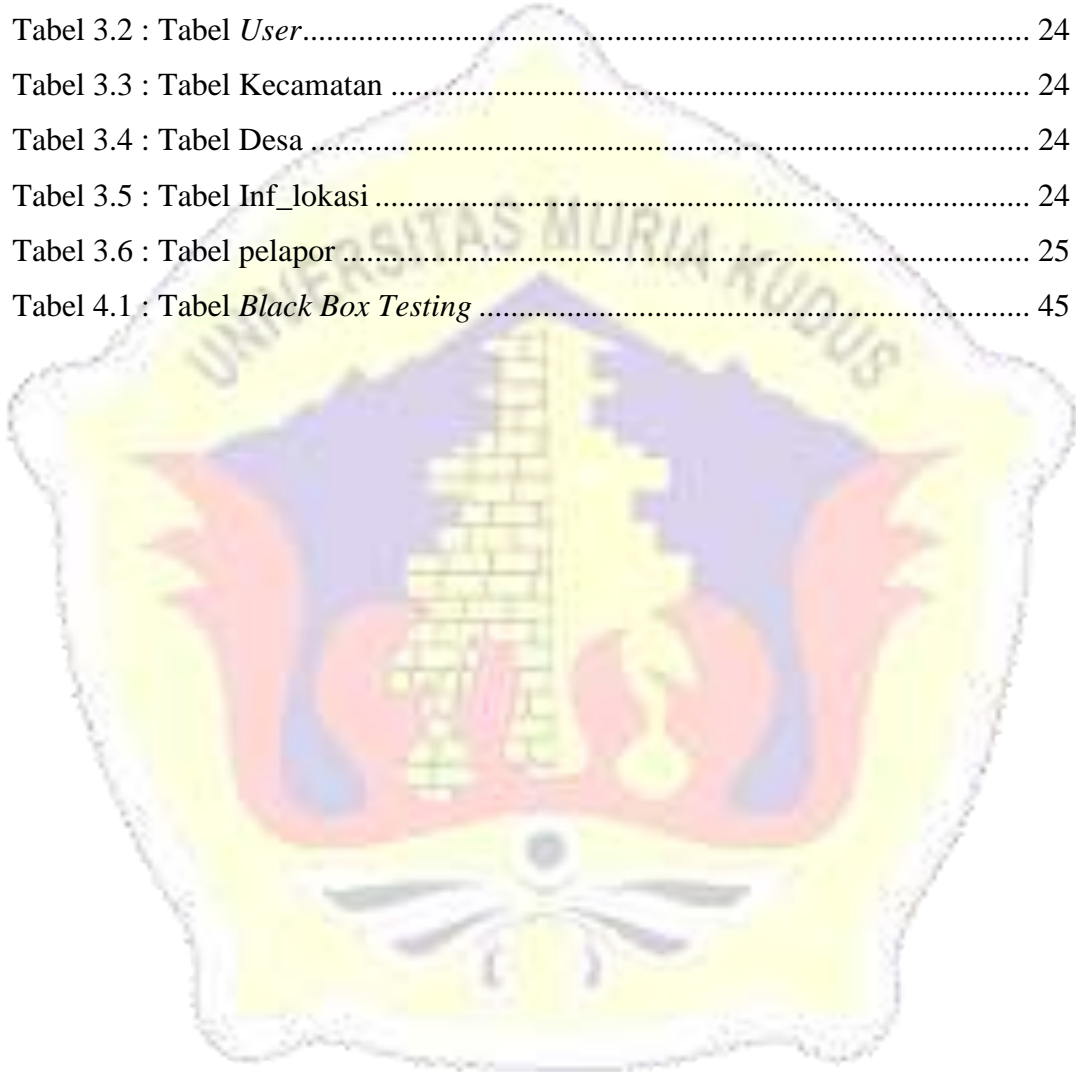 Tabel 3.2 : Tabel User.......................................................................................... 24
Tabel 3.3 : Tabel Kecamatan ............................................................................... 24
Tabel 3.4 : Tabel Desa ......................................................................................... 24
Tabel 3.5 : Tabel Inf_lokasi ................................................................................. 24
Tabel 3.6 : Tabel pelapor ..................................................................................... 25
Tabel 4.1 : Tabel Black Box Testing .................................................................... 45
UNIVERSITAS MURIA KUDUS